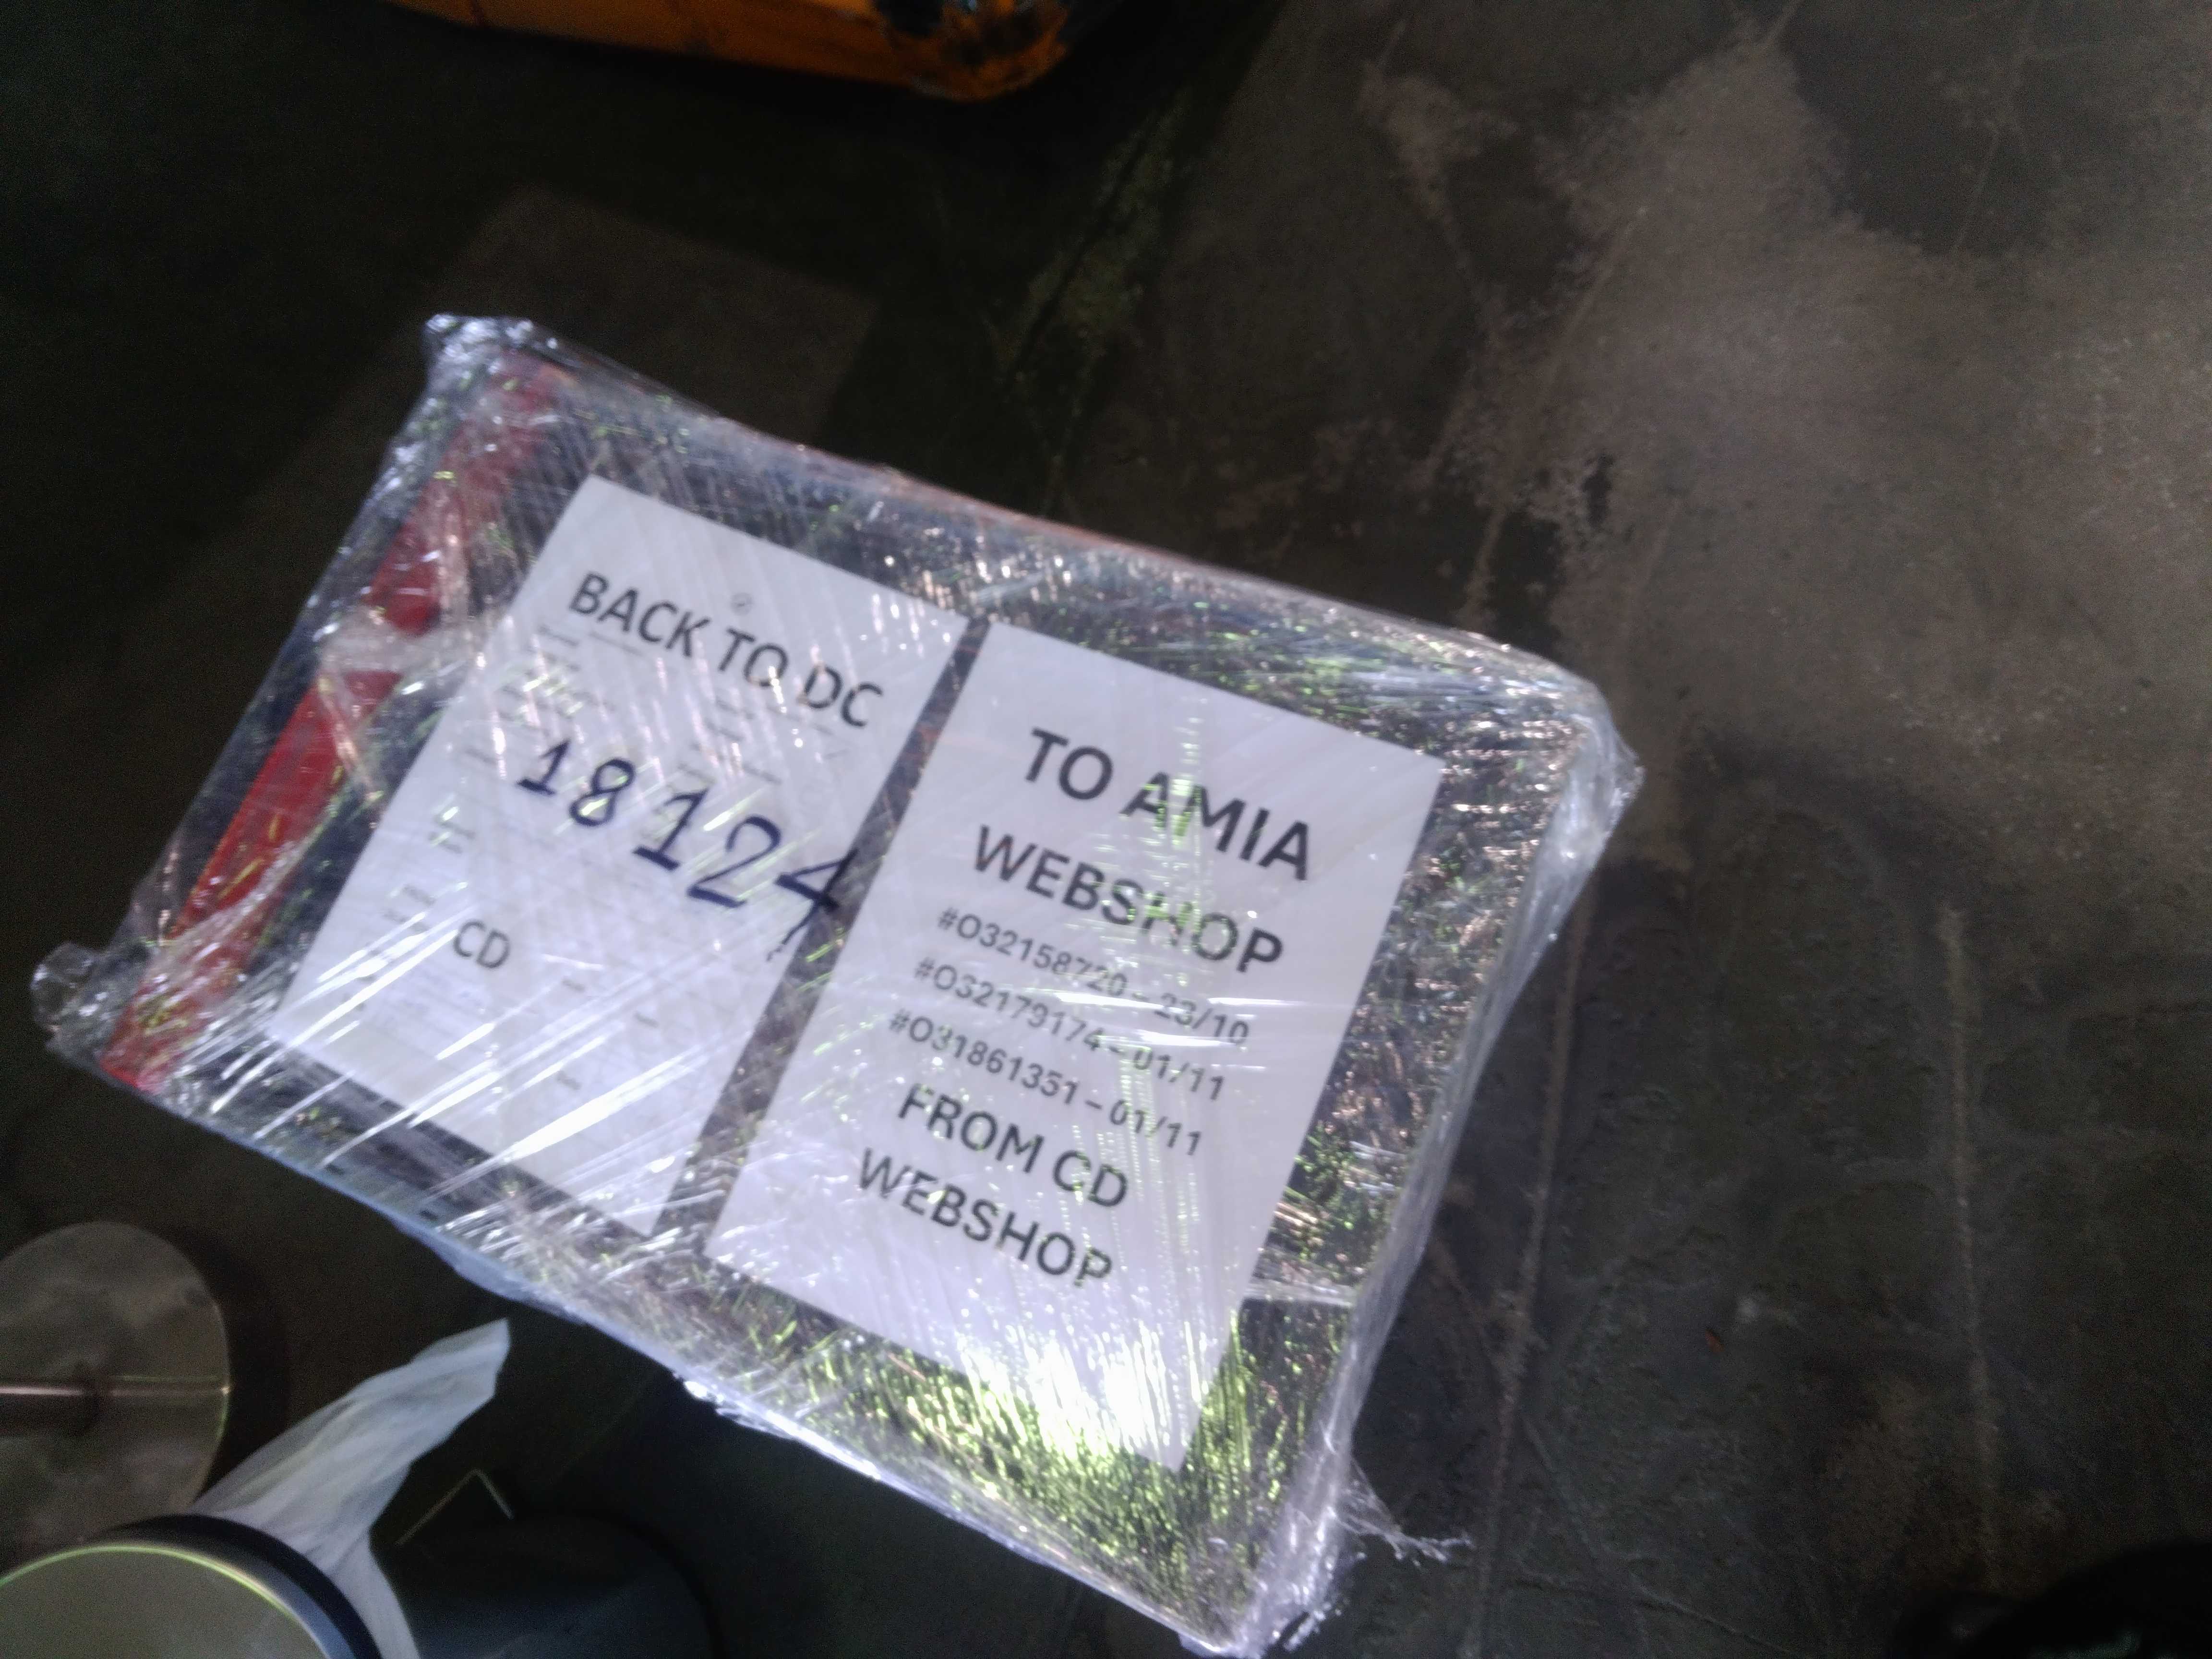 BACK TO DC
18124
CD
TO AMIA
WEBSHOP
#O32158720 – 23/10
#O32179174 – 01/11
#O31861351 – 01/11
FROM CD
WEBSHOP